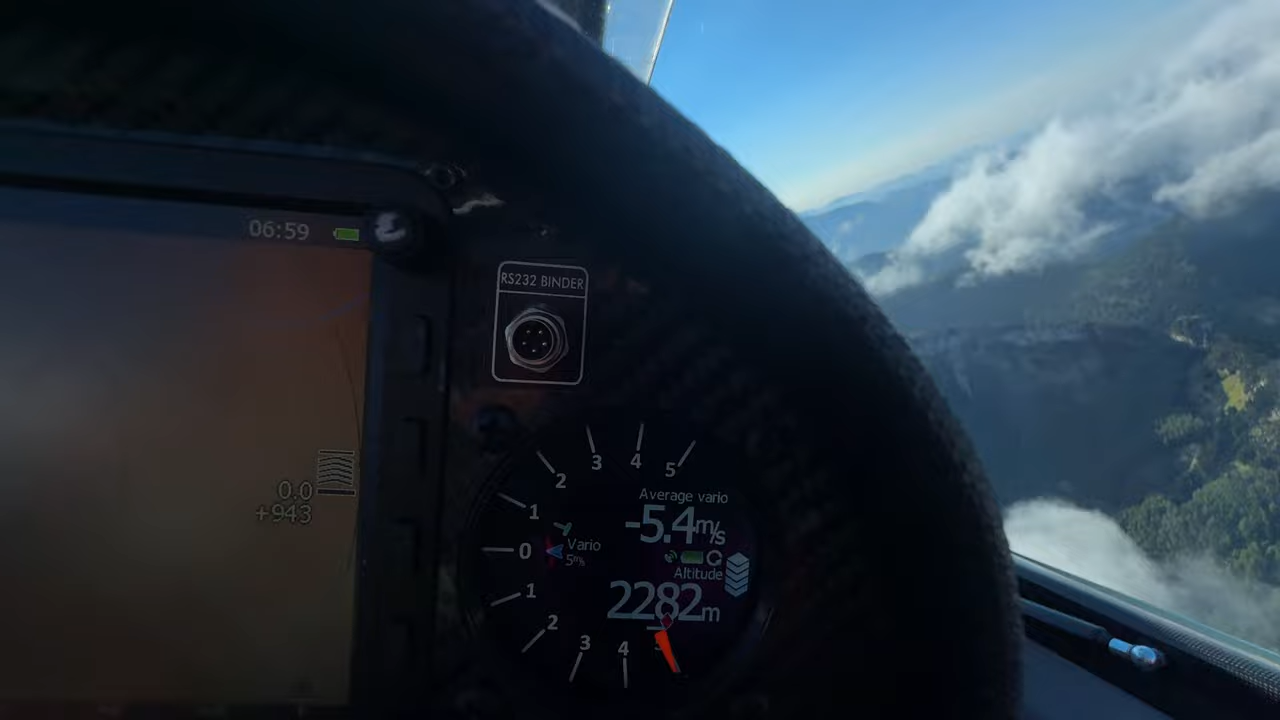 06:59
RS232 BINDER
0.0
+943
5
4
3
2
1
0
1
2
3
4
Average vario
-5.4m/s
Vario
5m/s
Altitude
2282m